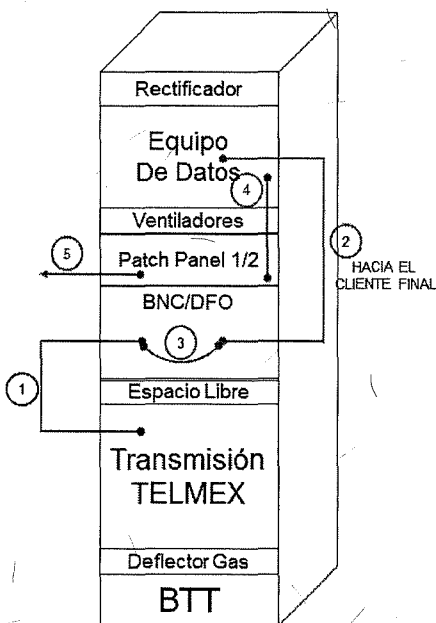 Rectificador
Equipo
De Datos
4
Ventiladores
2
5
Patch Panel 1/2
HACIA EL
CLIENTE FINAL
BNC/DFO
3
1
Espacio Libre
Transmisión
TELMEX
Deflector Gas
BTT